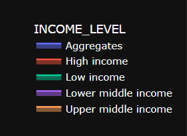 INCOME_LEVEL
Aggregates
High income
Low income
Lower middle income
Upper middle income